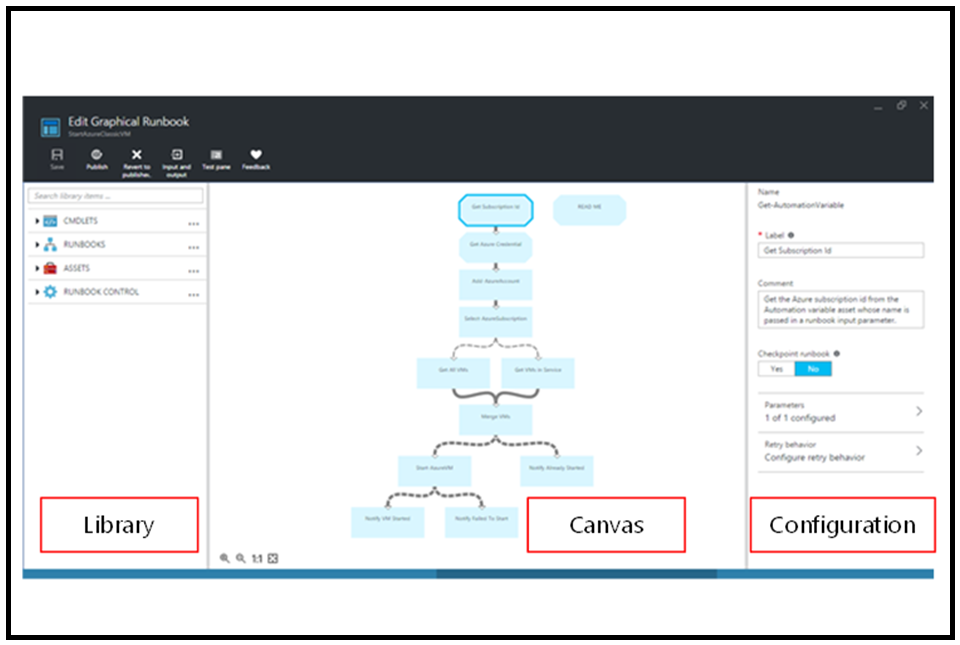 Edit Graphical Runbook
StartAzureClassicVM
Save
Publish
Revert to
publishe..
Input and
output
Test pane
Feedback
Search library items ...
CMDLETS
RUNBOOKS
ASSETS
RUNBOOK CONTROL
Get Subscription Id
READ ME
Get Azure Credential
Add AzureAccount
Select AzureSubscription
Get All VMs
Get VMs in Service
Merge VMs
Start AzureVM
Notify Already Started
Notify VM Started
Notify Failed To Start
1:1
Name
Get-AutomationVariable
* Label
Get Subscription Id
Comment
Get the Azure subscription id from the
Automation variable asset whose name is
passed in a runbook input parameter.
Checkpoint runbook
Yes No
Parameters
1 of 1 configured
Retry behavior
Configure retry behavior
Library
Canvas
Configuration